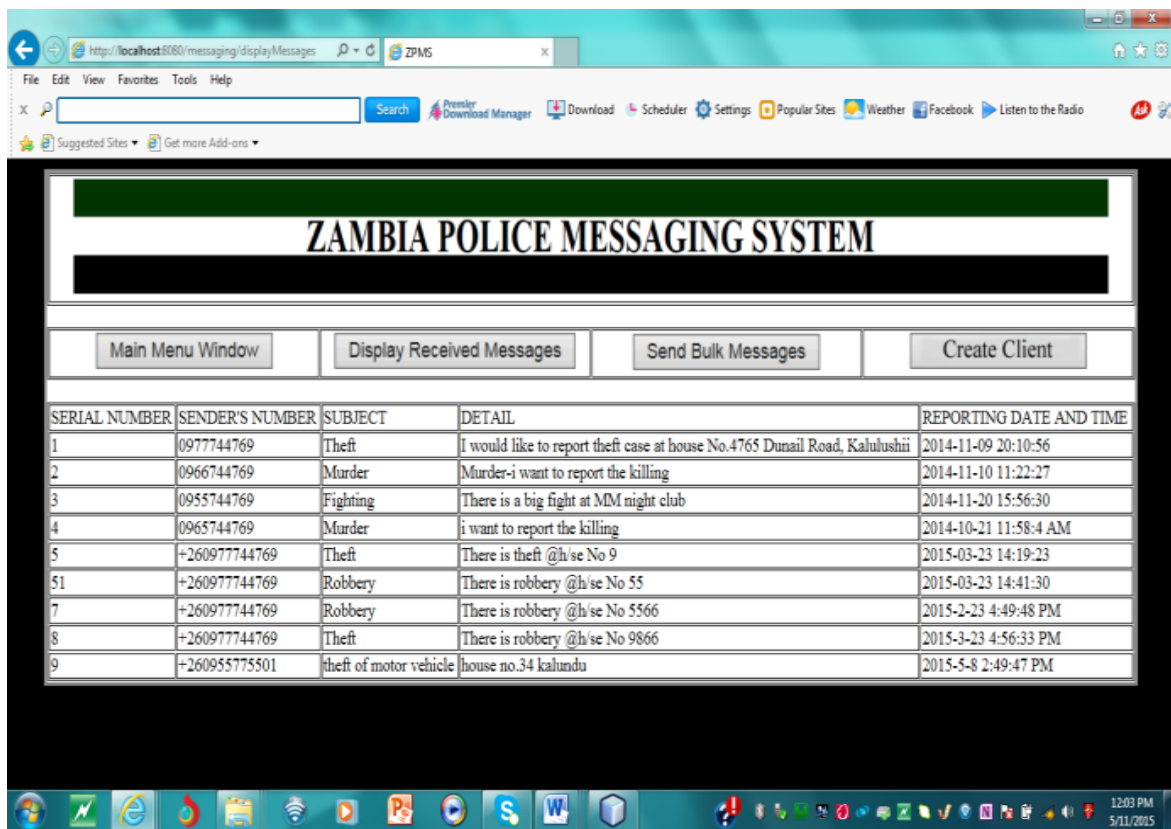 http://localhost:8080/messaging/displayMessages ZPMS
File Edit View Favorites Tools Help
x Search Premier Download Manager Download Scheduler Settings Popular Sites Weather Facebook Listen to the Radio
Suggested Sites Get more Add-ons
ZAMBIA POLICE MESSAGING SYSTEM
Main Menu Window Display Received Messages Send Bulk Messages Create Client
SERIAL NUMBER SENDER'S NUMBER SUBJECT DETAIL REPORTING DATE AND TIME
1 0977744769 Theft I would like to report theft case at house No.4765 Dunail Road, Kalulushii 2014-11-09 20:10:56
2 0966744769 Murder Murder-i want to report the killing 2014-11-10 11:22:27
3 0955744769 Fighting There is a big fight at MM night club 2014-11-20 15:56:30
4 0965744769 Murder i want to report the killing 2014-10-21 11:58:4 AM
5 +260977744769 Theft There is theft @h/se No 9 2015-03-23 14:19:23
51 +260977744769 Robbery There is robbery @h/se No 55 2015-03-23 14:41:30
7 +260977744769 Robbery There is robbery @h/se No 5566 2015-2-23 4:49:48 PM
8 +260977744769 Theft There is robbery @h/se No 9866 2015-3-23 4:56:33 PM
9 +260955775501 theft of motor vehicle house no.34 kalundu 2015-5-8 2:49:47 PM
12:03 PM
5/11/2015